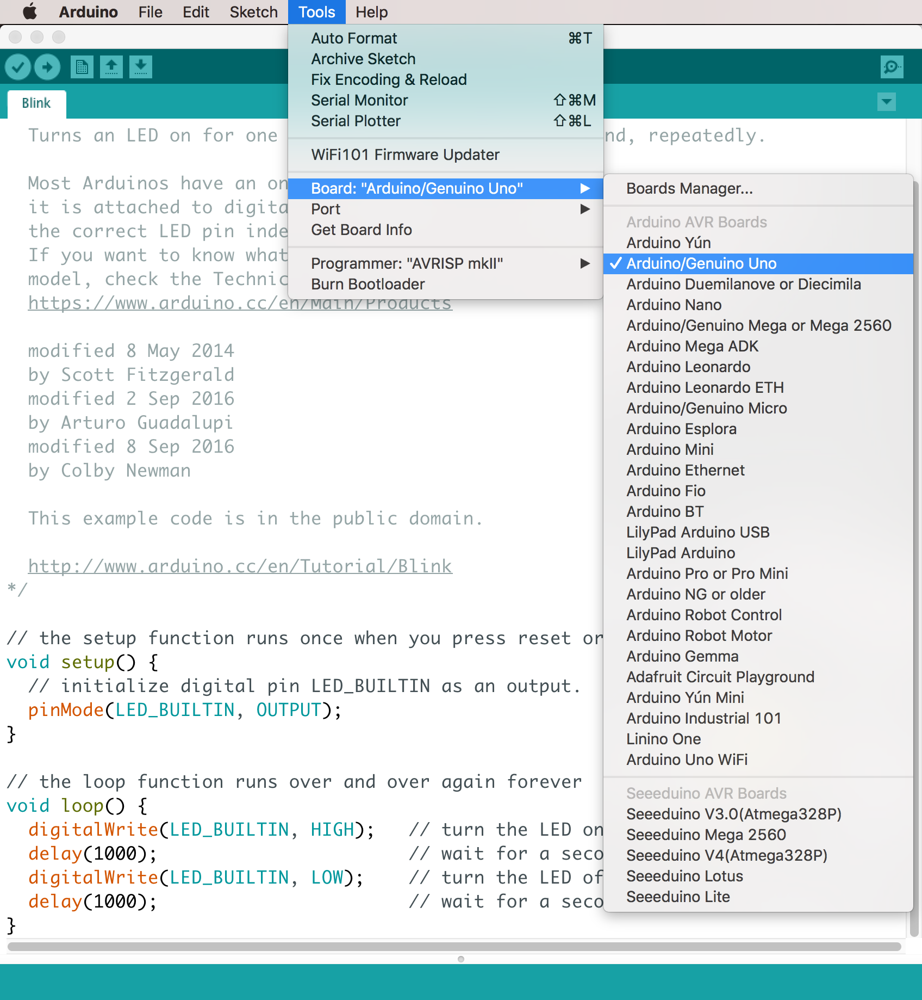 Arduino File Edit Sketch Tools Help
Auto Format ⌘T
Archive Sketch
Fix Encoding & Reload
Serial Monitor ⇧⌘M
Serial Plotter ⇧⌘L
WiFi101 Firmware Updater
Board: "Arduino/Genuino Uno"
Port
Get Board Info
Programmer: "AVRISP mkII"
Burn Bootloader
Boards Manager...
Arduino AVR Boards
Arduino Yún
✓ Arduino/Genuino Uno
Arduino Duemilanove or Diecimila
Arduino Nano
Arduino/Genuino Mega or Mega 2560
Arduino Mega ADK
Arduino Leonardo
Arduino Leonardo ETH
Arduino/Genuino Micro
Arduino Esplora
Arduino Mini
Arduino Ethernet
Arduino Fio
Arduino BT
LilyPad Arduino USB
LilyPad Arduino
Arduino Pro or Pro Mini
Arduino NG or older
Arduino Robot Control
Arduino Robot Motor
Arduino Gemma
Adafruit Circuit Playground
Arduino Yún Mini
Arduino Industrial 101
Linino One
Arduino Uno WiFi
Seeeduino AVR Boards
Seeeduino V3.0(Atmega328P)
Seeeduino Mega 2560
Seeeduino V4(Atmega328P)
Seeeduino Lotus
Seeeduino Lite
Blink
Turns an LED on for one nd, repeatedly.
Most Arduinos have an on
it is attached to digita
the correct LED pin inde
If you want to know what
model, check the Technic
https://www.arduino.cc/en/Main/Products
modified 8 May 2014
by Scott Fitzgerald
modified 2 Sep 2016
by Arturo Guadalupi
modified 8 Sep 2016
by Colby Newman
This example code is in the public domain.
http://www.arduino.cc/en/Tutorial/Blink
*/
// the setup function runs once when you press reset or
void setup() {
// initialize digital pin LED_BUILTIN as an output.
pinMode(LED_BUILTIN, OUTPUT);
}
// the loop function runs over and over again forever
void loop() {
digitalWrite(LED_BUILTIN, HIGH); // turn the LED on
delay(1000); // wait for a seco
digitalWrite(LED_BUILTIN, LOW); // turn the LED of
delay(1000); // wait for a seco
}